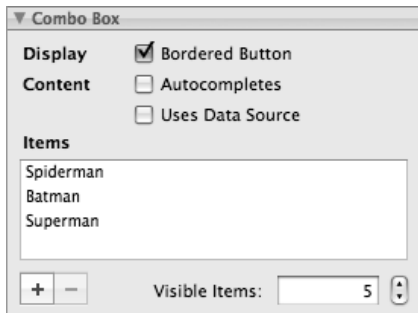 Combo Box
Display Bordered Button
Content Autocompletes
Uses Data Source
Items
Spiderman
Batman
Superman
+ − Visible Items: 5